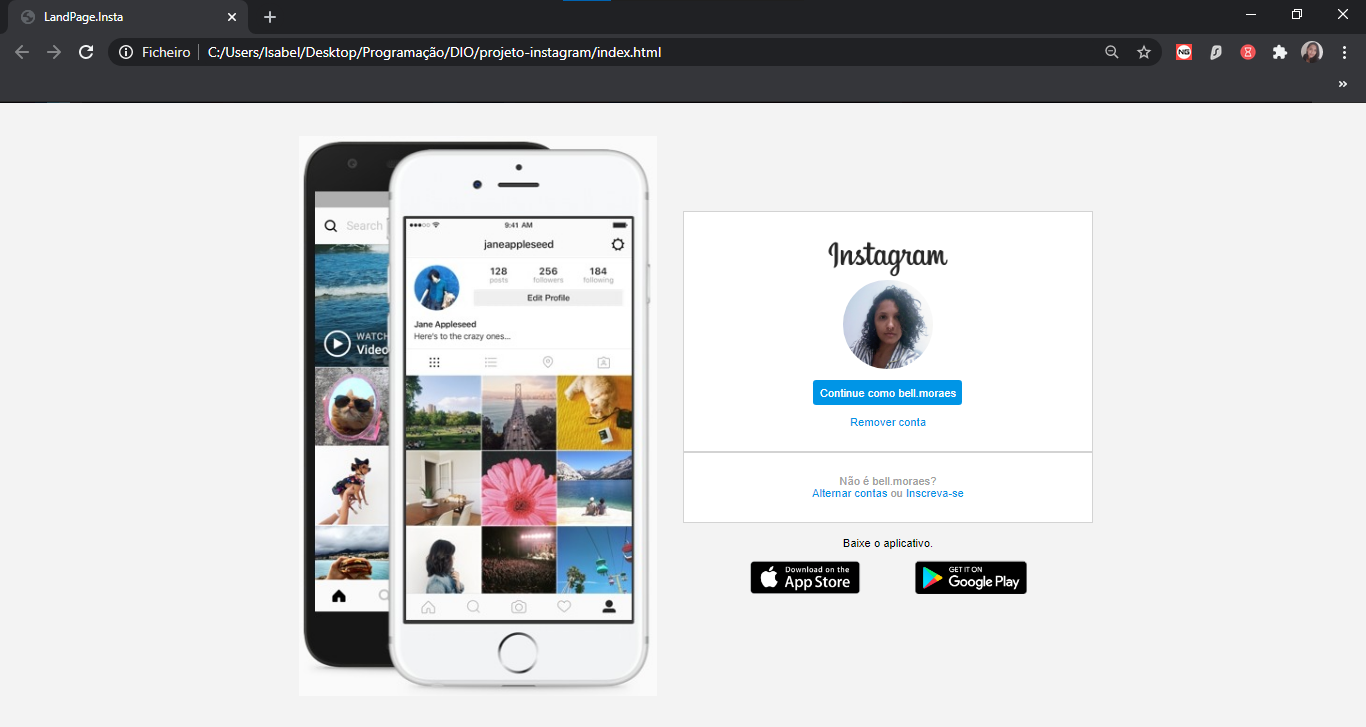 LandPage.Insta
Ficheiro
C:/Users/Isabel/Desktop/Programação/DIO/projeto-instagram/index.html
NG
Search
WATCH
Video
9:41 AM
janeappleseed
128 256 184
posts followers following
Edit Profile
Jane Appleseed
Here's to the crazy ones...
Instagram
Continue como bell.moraes
Remover conta
Não é bell.moraes?
Alternar contas ou Inscreva-se
Baixe o aplicativo.
Download on the
App Store
GET IT ON
Google Play